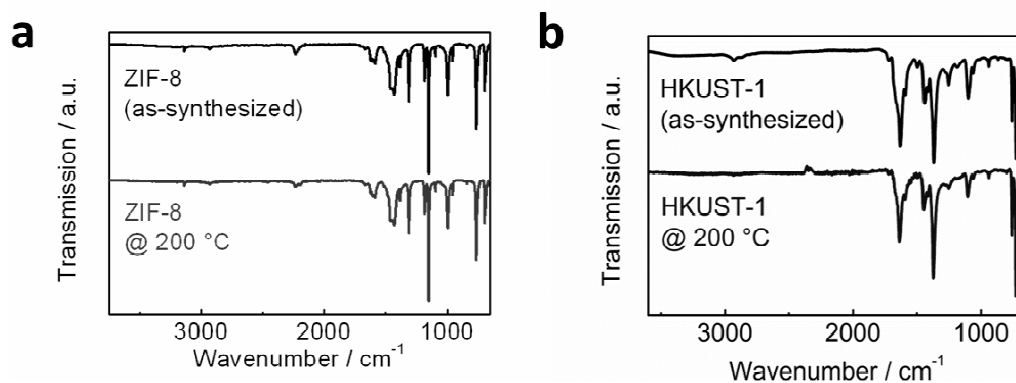 a
Transmission / a.u.
ZIF-8
(as-synthesized)
ZIF-8
@ 200 °C
3000 2000 1000
Wavenumber / cm-1
b
Transmission / a.u.
HKUST-1
(as-synthesized)
HKUST-1
@ 200 °C
3000 2000 1000
Wavenumber / cm-1